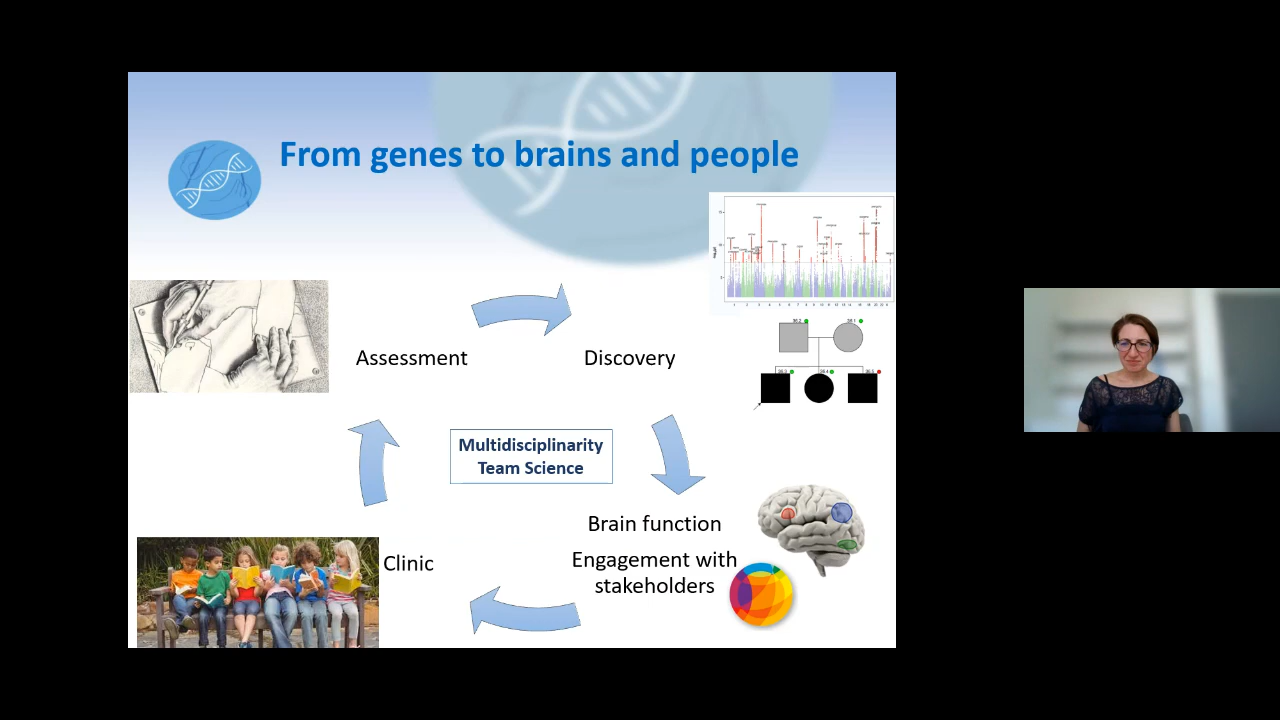 From genes to brains and people
Assessment
Discovery
Multidisciplinarity
Team Science
Brain function
Engagement with
stakeholders
Clinic